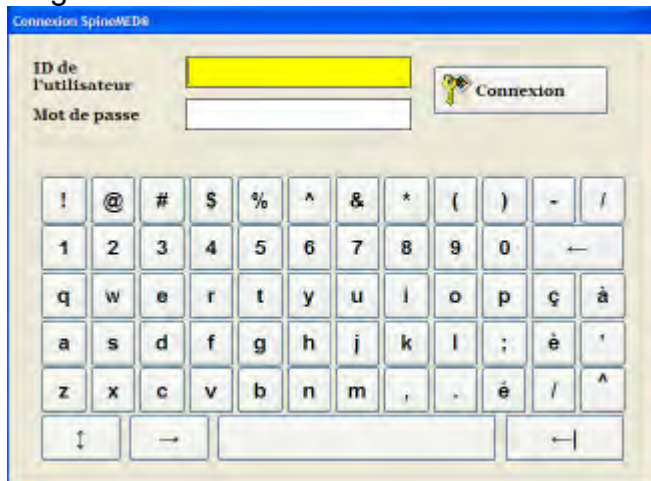 Connexion SpineMED®
ID de
l'utilisateur
Connexion
Mot de passe
! @ # $ % ^ & * ( ) - /
1 2 3 4 5 6 7 8 9 0 ←
q w e r t y u i o p ç à
a s d f g h j k l ; è '
z x c v b n m , . é / ^
↕ → ←|